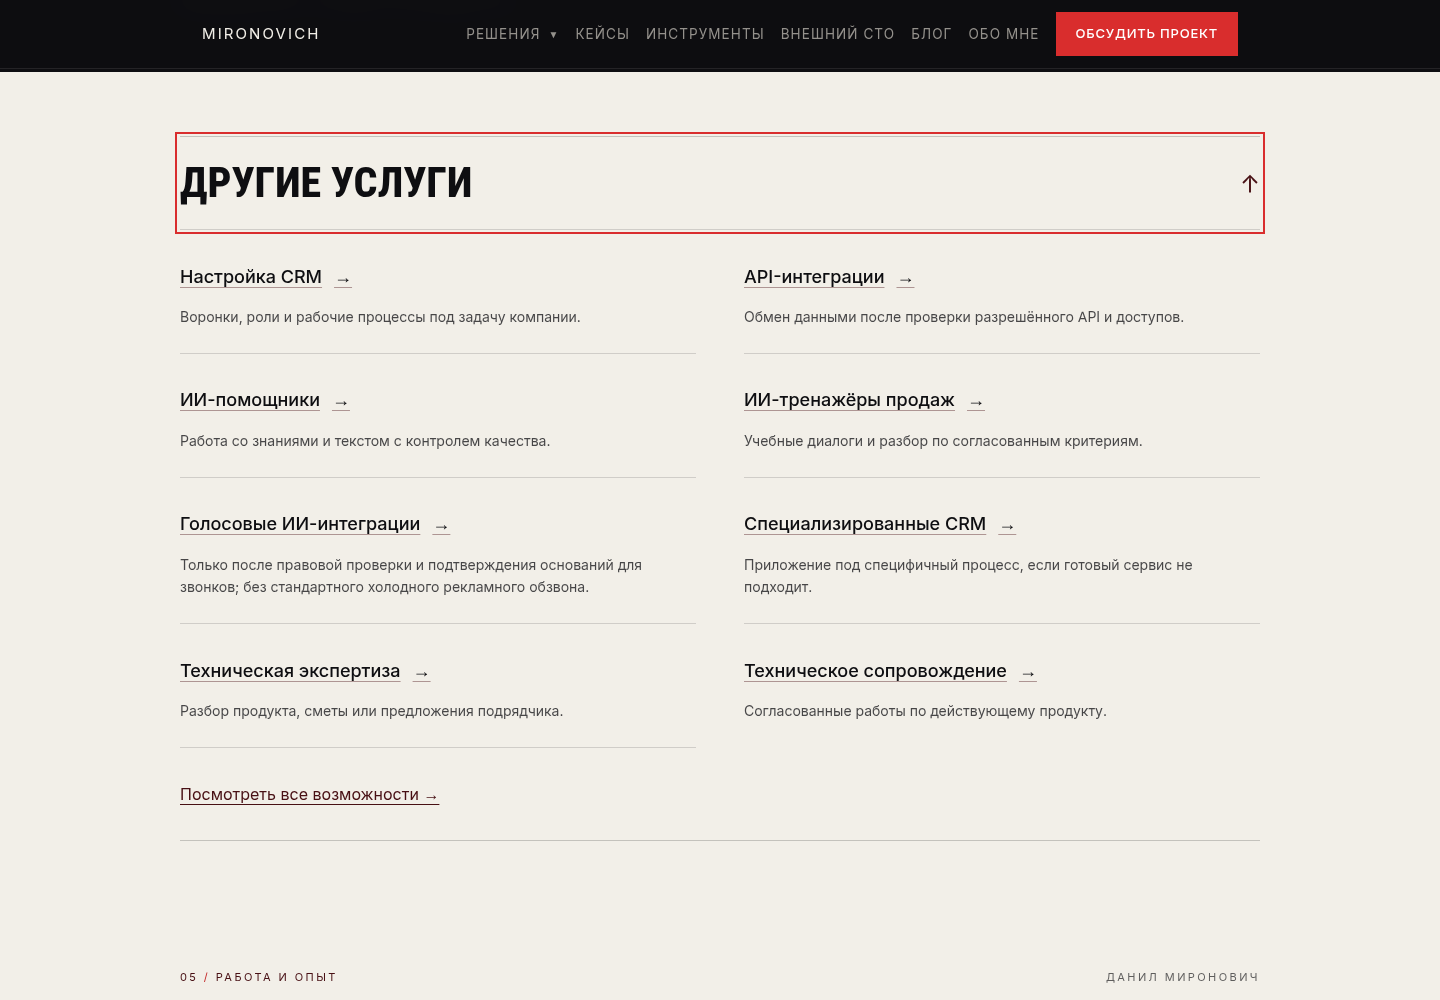 MIRONOVICH
РЕШЕНИЯ ▼ КЕЙСЫ ИНСТРУМЕНТЫ ВНЕШНИЙ СТО БЛОГ ОБО МНЕ ОБСУДИТЬ ПРОЕКТ
ДРУГИЕ УСЛУГИ ↑
Настройка CRM →
Воронки, роли и рабочие процессы под задачу компании.
API-интеграции →
Обмен данными после проверки разрешённого API и доступов.
ИИ-помощники →
Работа со знаниями и текстом с контролем качества.
ИИ-тренажёры продаж →
Учебные диалоги и разбор по согласованным критериям.
Голосовые ИИ-интеграции →
Только после правовой проверки и подтверждения оснований для
звонков; без стандартного холодного рекламного обзвона.
Специализированные CRM →
Приложение под специфичный процесс, если готовый сервис не
подходит.
Техническая экспертиза →
Разбор продукта, сметы или предложения подрядчика.
Техническое сопровождение →
Согласованные работы по действующему продукту.
Посмотреть все возможности →
05 / РАБОТА И ОПЫТ
ДАНИЛ МИРОНОВИЧ